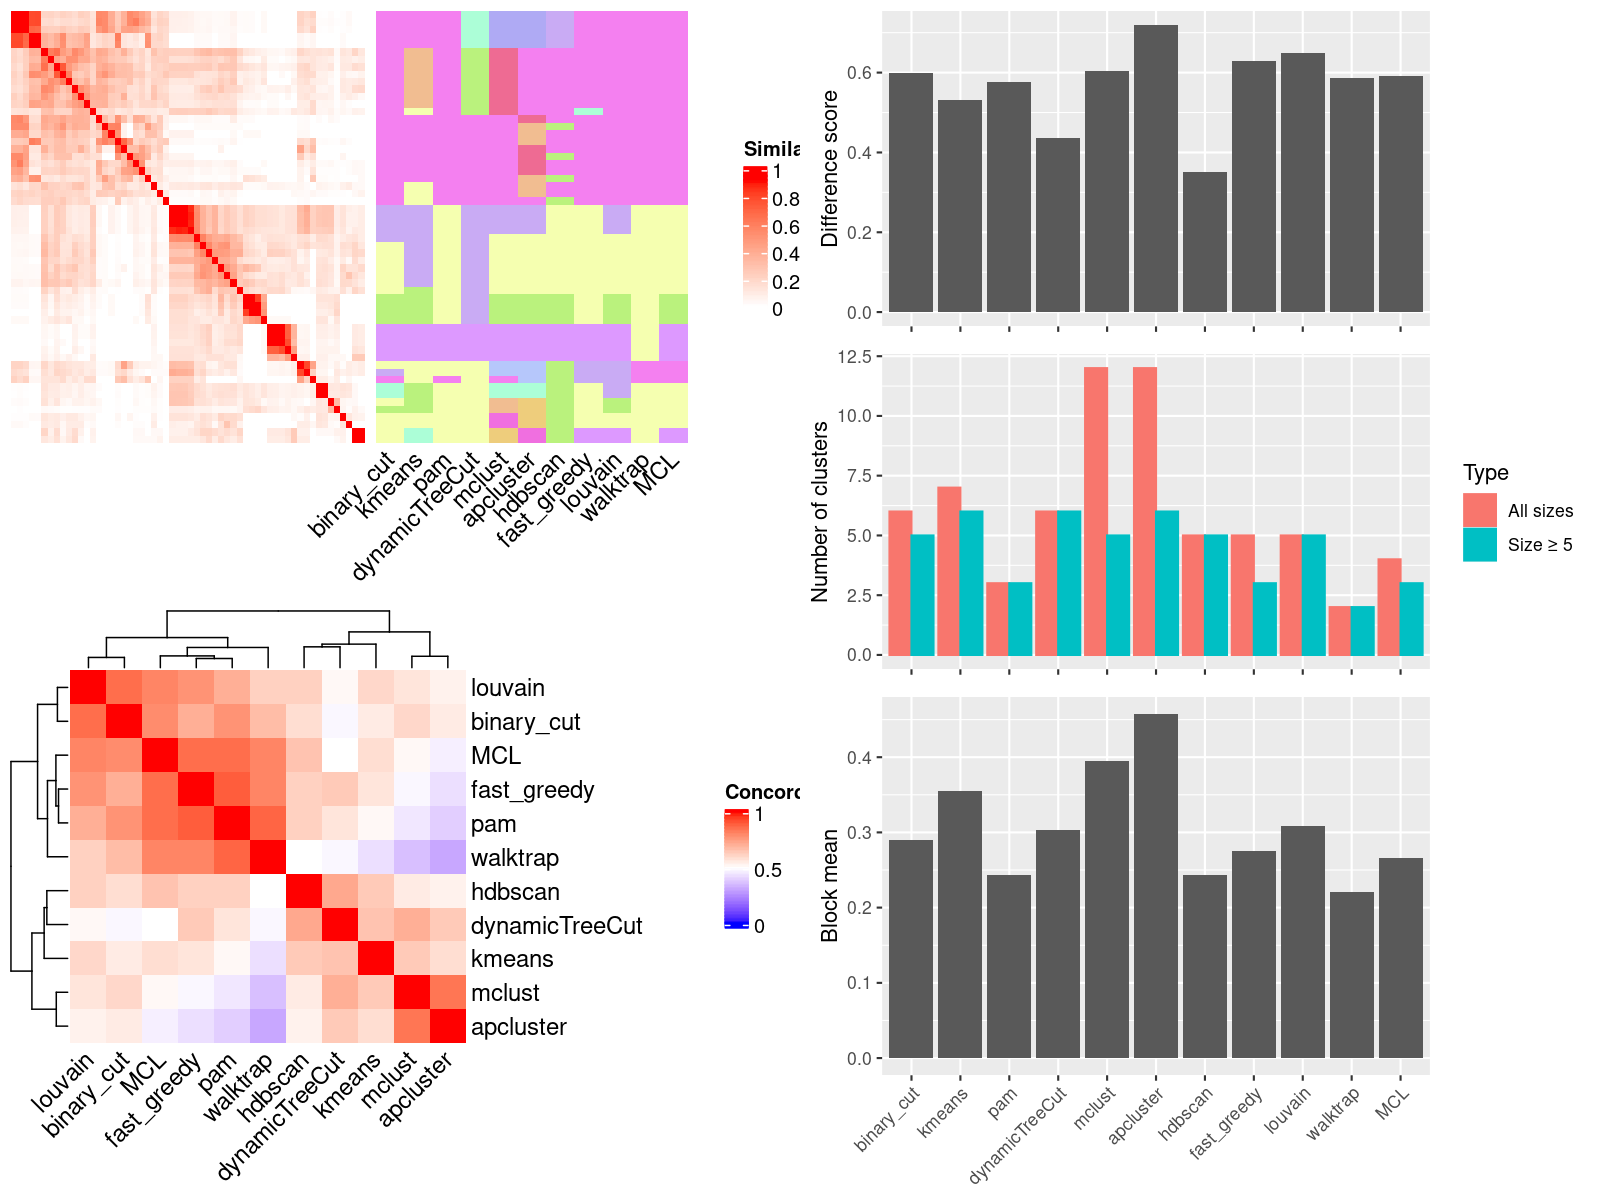 Simila
1
0.8
0.6
0.4
0.2
0
binary_cut
kmeans
pam
dynamicTreeCut
mclust
apcluster
hdbscan
fast_greedy
louvain
walktrap
MCL
louvain
binary_cut
MCL
fast_greedy
pam
walktrap
hdbscan
dynamicTreeCut
kmeans
mclust
apcluster
louvain
binary_cut
MCL
fast_greedy
pam
walktrap
hdbscan
dynamicTreeCut
kmeans
mclust
apcluster
Concord
1
0.5
0
Difference score
0.6
0.4
0.2
0.0
Number of clusters
12.5
10.0
7.5
5.0
2.5
0.0
Type
All sizes
Size ≥ 5
Block mean
0.4
0.3
0.2
0.1
0.0
binary_cut
kmeans
pam
dynamicTreeCut
mclust
apcluster
hdbscan
fast_greedy
louvain
walktrap
MCL